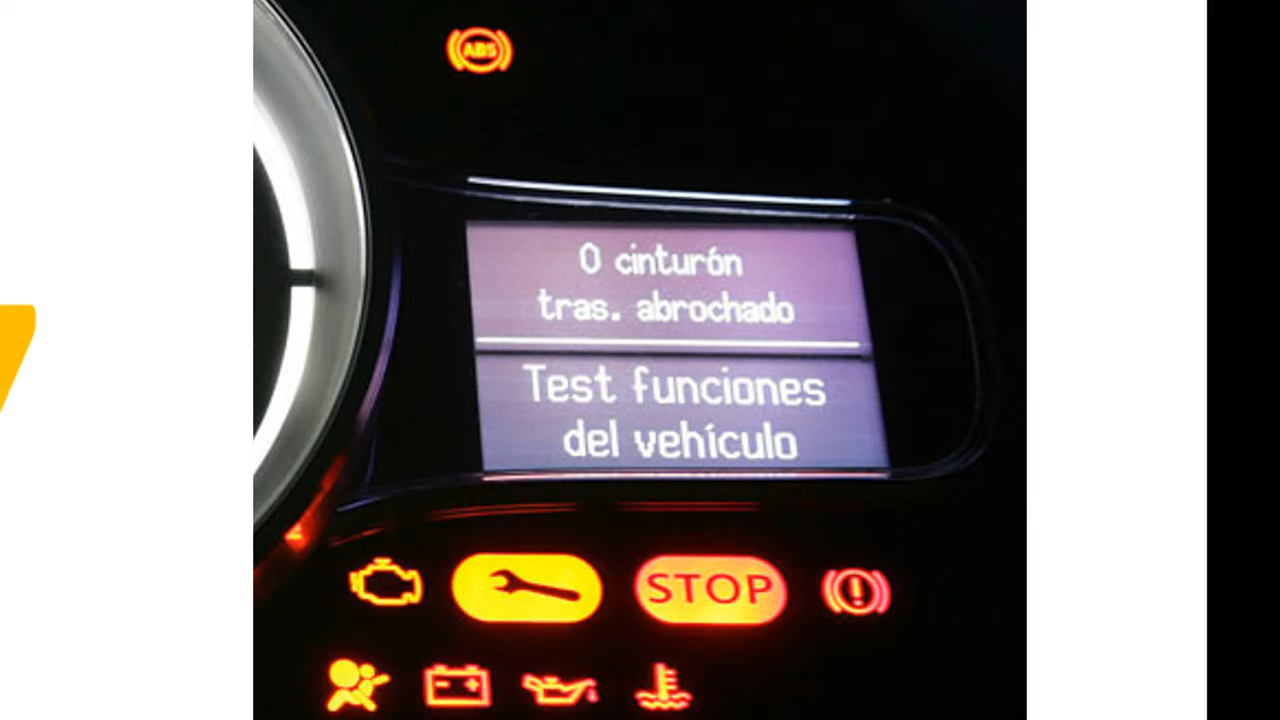 ABS
0 cinturón
tras. abrochado
Test funciones
del vehículo
STOP